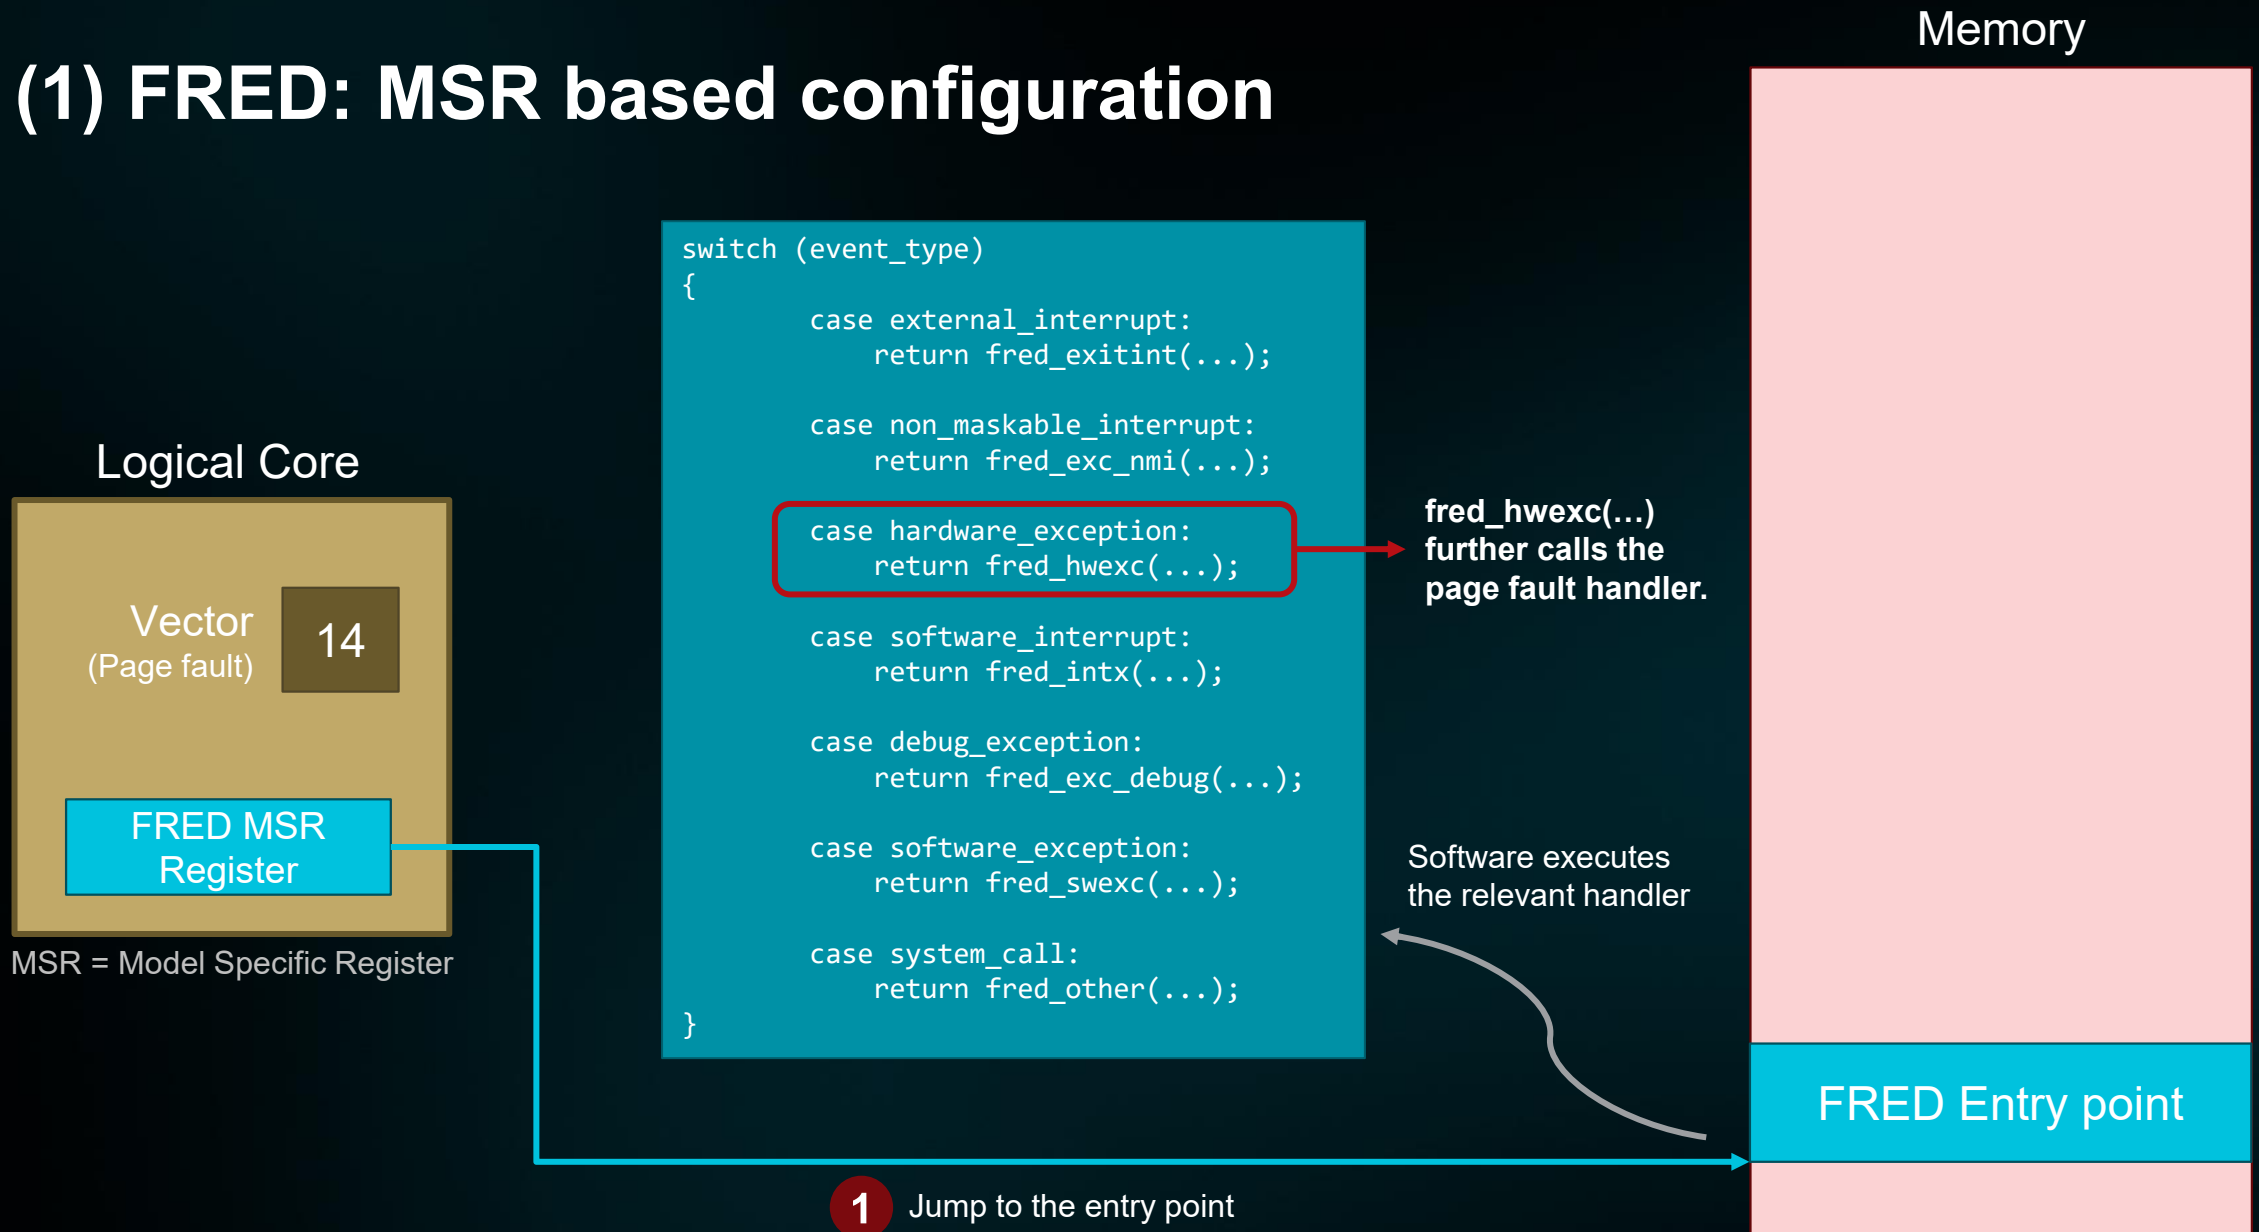 (1) FRED: MSR based configuration
Memory
Logical Core
Vector
(Page fault)
14
FRED MSR
Register
MSR = Model Specific Register
switch (event_type)
{
case external_interrupt:
return fred_exitint(...);
case non_maskable_interrupt:
return fred_exc_nmi(...);
case hardware_exception:
return fred_hwexc(...);
case software_interrupt:
return fred_intx(...);
case debug_exception:
return fred_exc_debug(...);
case software_exception:
return fred_swexc(...);
case system_call:
return fred_other(...);
}
fred_hwexc(…)
further calls the
page fault handler.
Software executes
the relevant handler
FRED Entry point
1 Jump to the entry point